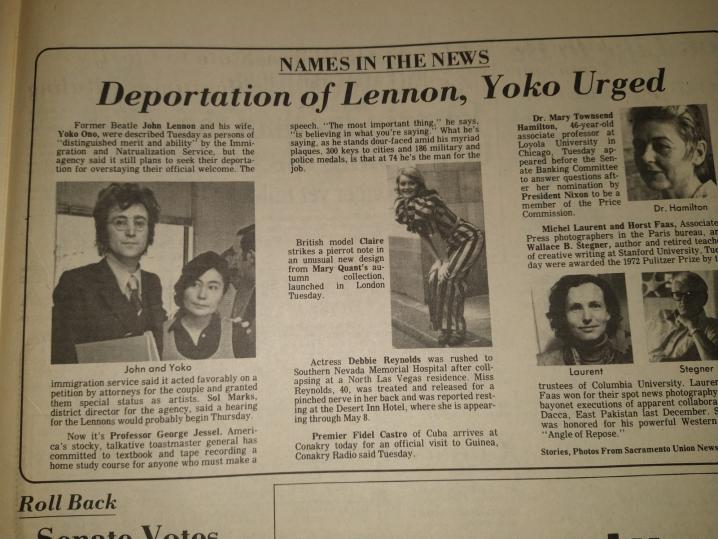 NAMES IN THE NEWS
Deportation of Lennon, Yoko Urged
Former Beatle John Lennon and his wife,
Yoko Ono, were described Tuesday as persons of
"distinguished merit and ability" by the Immi-
gration and Natrualization Service, but the
agency said it still plans to seek their deporta-
tion for overstaying their official welcome. The
John and Yoko
immigration service said it acted favorably on a
petition by attorneys for the couple and granted
them special status as artists. Sol Marks,
district director for the agency, said a hearing
for the Lennons would probably begin Thursday.
Now it's Professor George Jessel. Ameri-
ca's stocky, talkative toastmaster general has
committed to textbook and tape recording a
home study course for anyone who must make a
speech. "The most important thing," he says,
"is believing in what you're saying." What he's
saying, as he stands dour-faced amid his myriad
plaques, 300 keys to cities and 186 military and
police medals, is that at 74 he's the man for the
job.
British model Claire
strikes a pierrot note in
an unusual new design
from Mary Quant's au-
tumn collection,
launched in London
Tuesday.
Actress Debbie Reynolds was rushed to
Southern Nevada Memorial Hospital after coll-
apsing at a North Las Vegas residence. Miss
Reynolds, 40, was treated and released for a
pinched nerve in her back and was reported rest-
ing at the Desert Inn Hotel, where she is appear-
ing through May 8.
Premier Fidel Castro of Cuba arrives at
Conakry today for an official visit to Guinea,
Conakry Radio said Tuesday.
Dr. Mary Townsend
Hamilton, 46-year-old
associate professor at
Loyola University in
Chicago, Tuesday ap-
peared before the Sen-
ate Banking Committee
to answer questions aft-
er her nomination by
President Nixon to be a
member of the Price
Commission.
Dr. Hamilton
Michel Laurent and Horst Faas, Associate
Press photographers in the Paris bureau, an
Wallace B. Stegner, author and retired teache
of creative writing at Stanford University, Tue
day were awarded the 1972 Pulitzer Prize by t
Laurent
Stegner
trustees of Columbia University. Lauren
Faas won for their spot news photography
bayonet executions of apparent collabora
Dacca, East Pakistan last December. S
was honored for his powerful Western
"Angle of Repose."
Stories, Photos From Sacramento Union News
Roll Back
Senate Votes